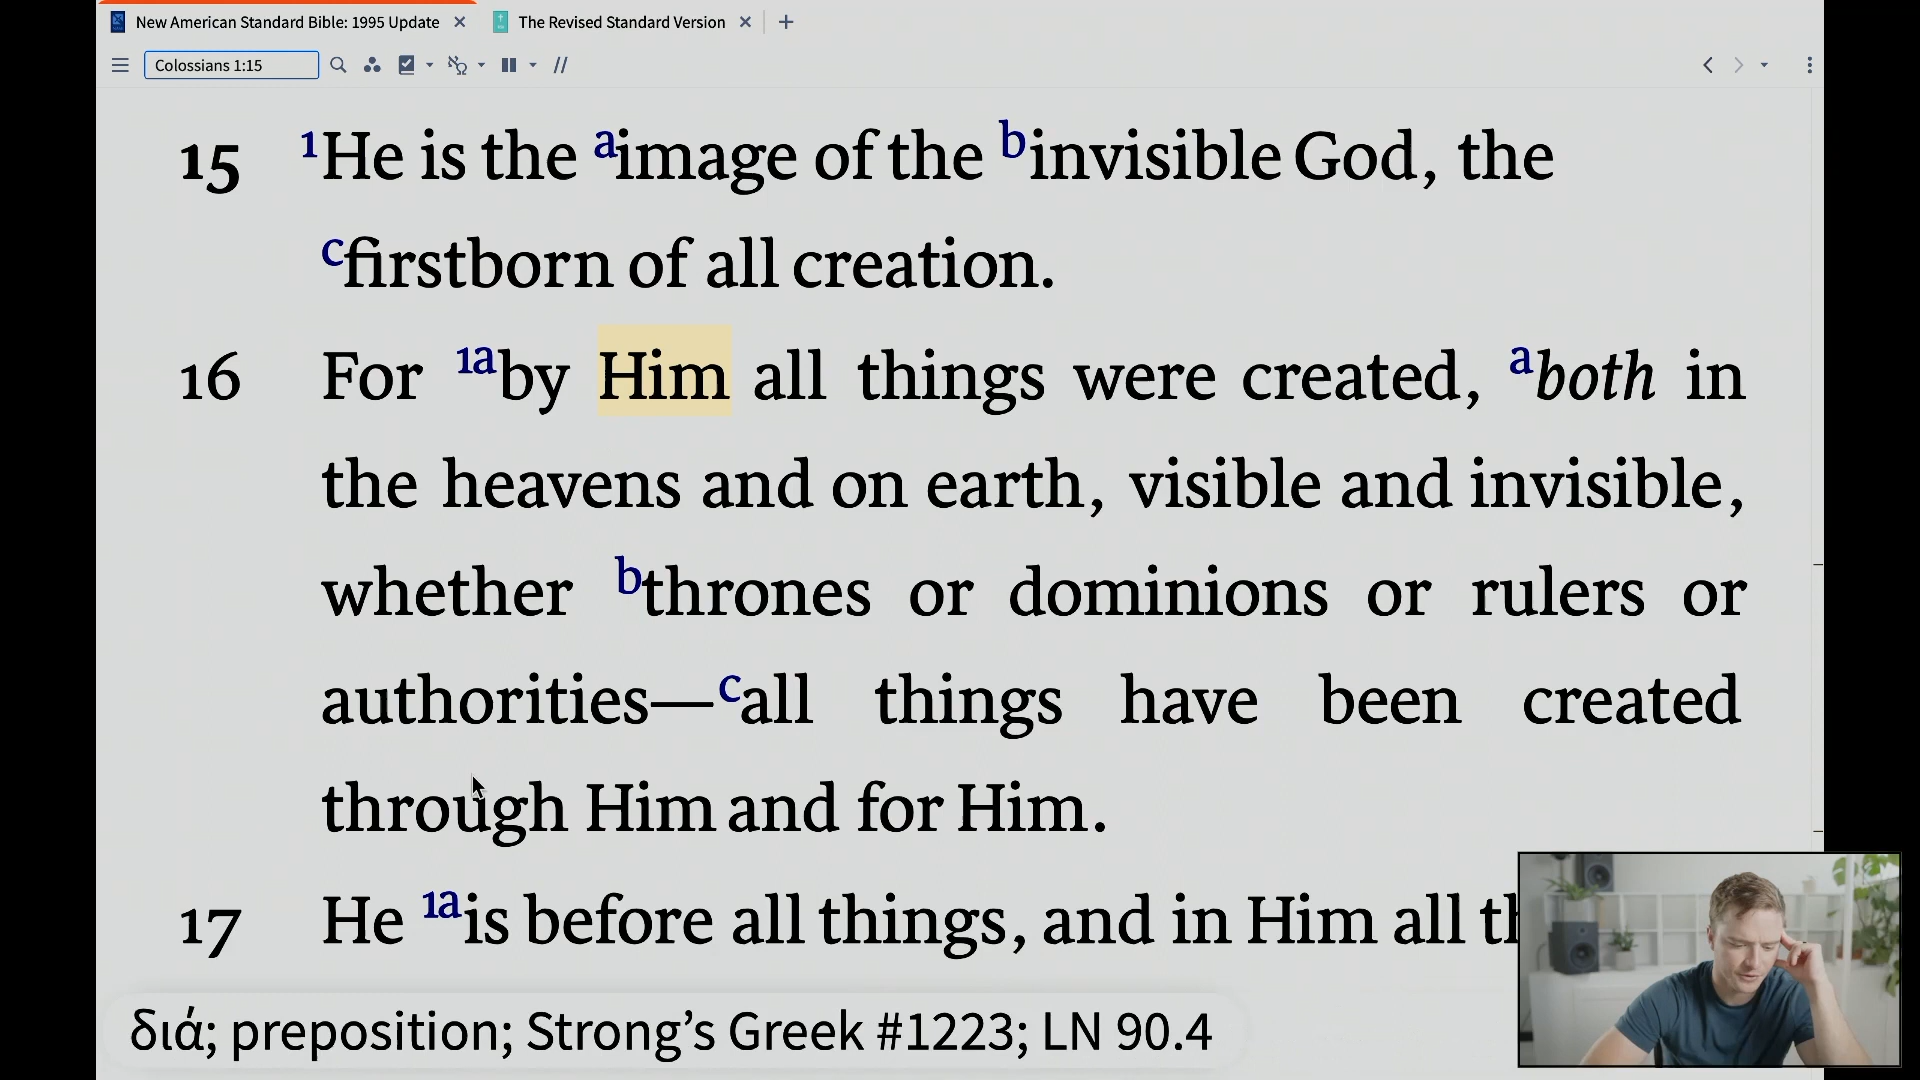 New American Standard Bible: 1995 Update
The Revised Standard Version
Colossians 1:15
15 1He is the aimage of the binvisible God, the
cfirstborn of all creation.
16 For 1aby Him all things were created, aboth in
the heavens and on earth, visible and invisible,
whether bthrones or dominions or rulers or
authorities—call things have been created
through Him and for Him.
17 He 1ais before all things, and in Him all
διά; preposition; Strong’s Greek #1223; LN 90.4